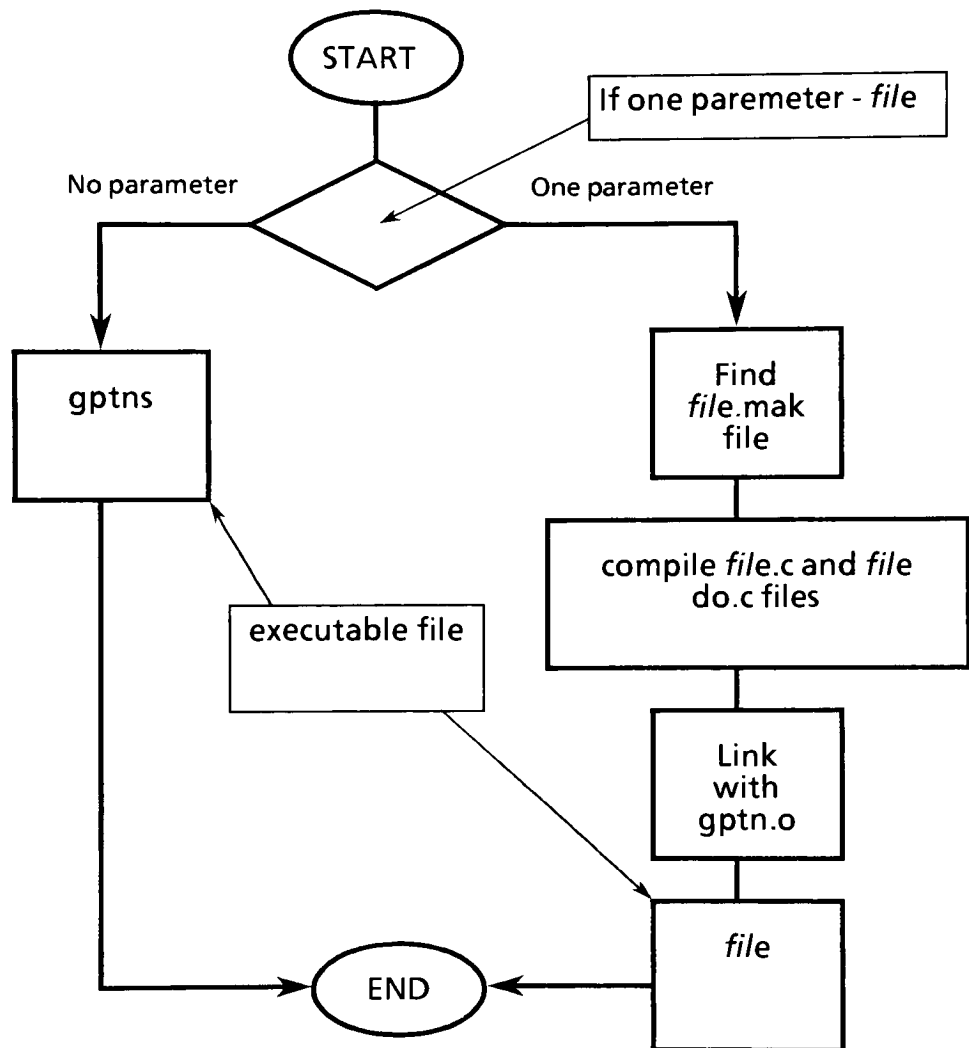 START
If one paremeter - file
No parameter
One parameter
gptns
Find
file.mak
file
compile file.c and file
do.c files
executable file
Link
with
gptn.o
file
END